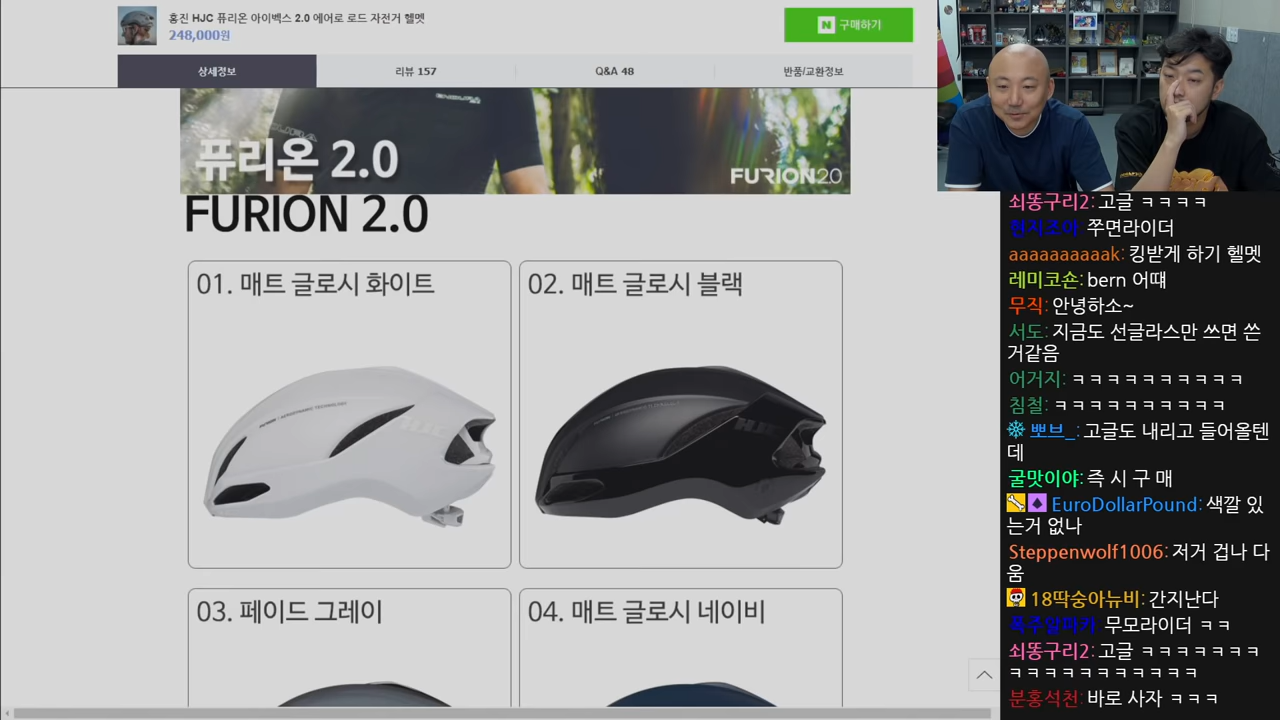 홍진 HJC 퓨리온 아이벡스 2.0 에어로 로드 자전거 헬멧
248,000원
N 구매하기
상세정보
리뷰 157
Q&A 48
반품/교환정보
퓨리온 2.0
FURION2.0
FURION 2.0
01. 매트 글로시 화이트
02. 매트 글로시 블랙
HJC
HJC
03. 페이드 그레이
04. 매트 글로시 네이비
쇠똥구리2: 고글 ㅋㅋㅋㅋ
현지조아: 쭈면라이더
aaaaaaaaaak: 킹받게 하기 헬멧
레미코숀: bern 어떄
무직: 안녕하소~
서도: 지금도 선글라스만 쓰면 쓴
거같음
어거지: ㅋㅋㅋㅋㅋㅋㅋㅋㅋㅋ
침철: ㅋㅋㅋㅋㅋㅋㅋㅋㅋㅋ
뽀브_: 고글도 내리고 들어올텐
데
굴맛이야: 즉 시 구 매
EuroDollarPound: 색깔 있
는거 없나
Steppenwolf1006: 저거 겁나 더
움
18딱숭아뉴비: 간지난다
폭주알파카: 무모라이더 ㅋㅋ
쇠똥구리2: 고글 ㅋㅋㅋㅋㅋㅋㅋ
ㅋㅋㅋㅋㅋㅋㅋㅋㅋㅋㅋ
분홍석천: 바로 사자 ㅋㅋㅋ